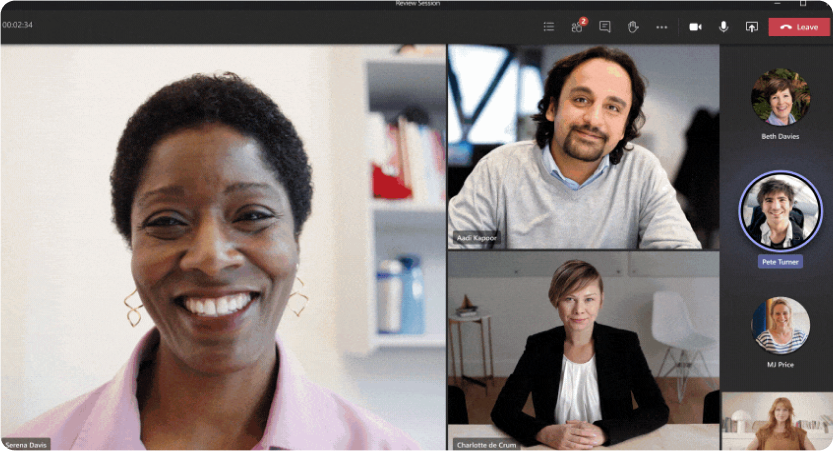 Review Session
00:02:34
2
Leave
Beth Davies
Aadi Kapoor
Pete Turner
MJ Price
Serena Davis
Charlotte de Crum